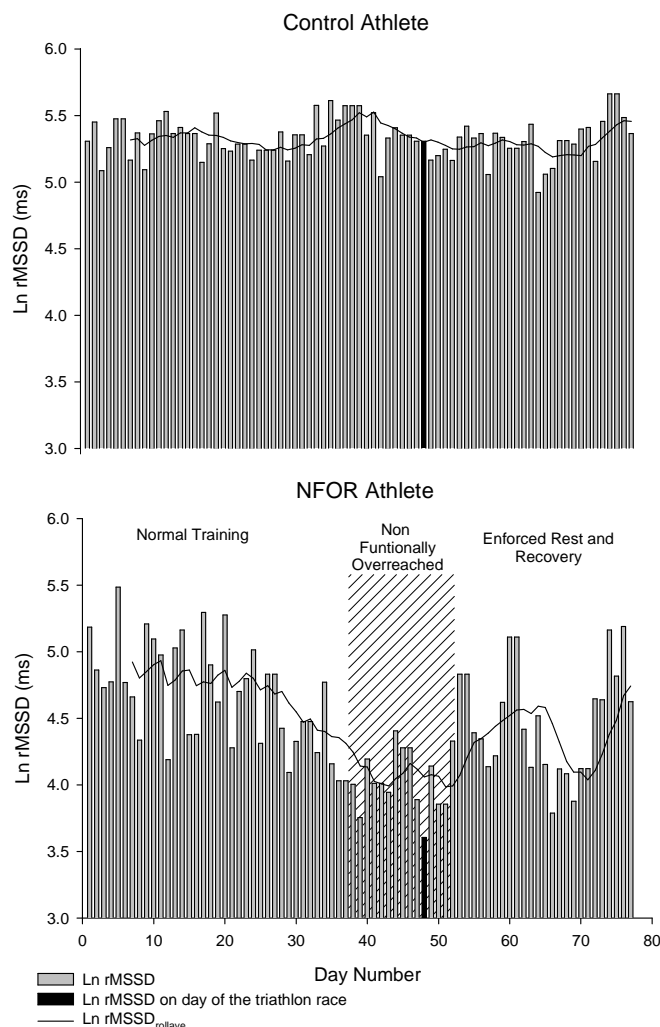 Control Athlete
6.0
5.5
5.0
4.5
4.0
3.5
3.0
Ln rMSSD (ms)
NFOR Athlete
6.0
5.5
5.0
4.5
4.0
3.5
3.0
Ln rMSSD (ms)
Normal Training
Non
Funtionally
Overreached
Enforced Rest and
Recovery
0 10 20 30 40 50 60 70 80
Day Number
Ln rMSSD
Ln rMSSD on day of the triathlon race
Ln rMSSDrollave